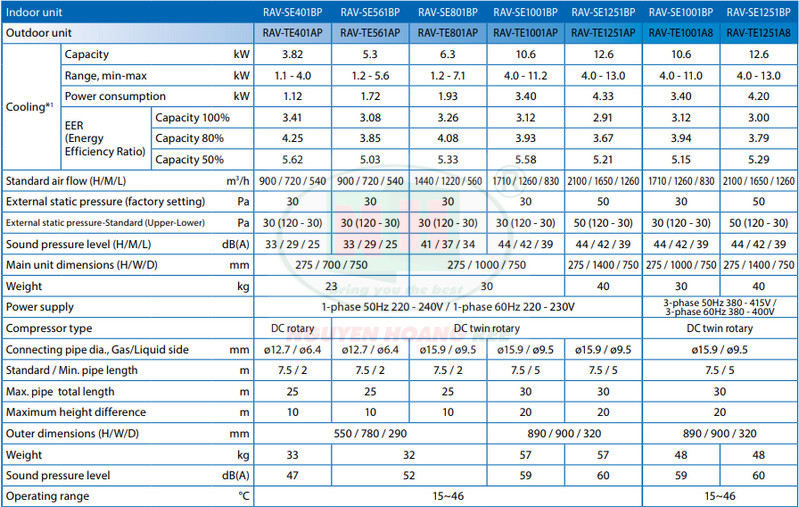 Indoor unit RAV-SE401BP RAV-SE561BP RAV-SE801BP RAV-SE1001BP RAV-SE1251BP RAV-SE1001BP RAV-SE1251BP
Outdoor unit RAV-TE401AP RAV-TE561AP RAV-TE801AP RAV-TE1001AP RAV-TE1251AP RAV-TE1001A8 RAV-TE1251A8
Capacity kW 3.82 5.3 6.3 10.6 12.6 10.6 12.6
Range, min-max kW 1.1 - 4.0 1.2 - 5.6 1.2 - 7.1 4.0 - 11.2 4.0 - 13.0 4.0 - 11.0 4.0 - 13.0
Power consumption kW 1.12 1.72 1.93 3.40 4.33 3.40 4.20
Cooling*1
EER
(Energy
Efficiency Ratio)
Capacity 100% 3.41 3.08 3.26 3.12 2.91 3.12 3.00
Capacity 80% 4.25 3.85 4.08 3.93 3.67 3.94 3.79
Capacity 50% 5.62 5.03 5.33 5.58 5.21 5.15 5.29
Standard air flow (H/M/L) m³/h 900 / 720 / 540 900 / 720 / 540 1440 / 1220 / 560 1710 / 1260 / 830 2100 / 1650 / 1260 1710 / 1260 / 830 2100 / 1650 / 1260
External static pressure (factory setting) Pa 30 30 30 30 50 30 50
External static pressure-Standard (Upper-Lower) Pa 30 (120 - 30) 30 (120 - 30) 30 (120 - 30) 30 (120 - 30) 50 (120 - 30) 30 (120 - 30) 50 (120 - 30)
Sound pressure level (H/M/L) dB(A) 33 / 29 / 25 33 / 29 / 25 41 / 37 / 34 44 / 42 / 39 44 / 42 / 39 44 / 42 / 39 44 / 42 / 39
Main unit dimensions (H/W/D) mm 275 / 700 / 750 275 / 1000 / 750 275 / 1400 / 750 275 / 1000 / 750 275 / 1400 / 750
Weight kg 23 30 40 30 40
Power supply 1-phase 50Hz 220 - 240V / 1-phase 60Hz 220 - 230V 3-phase 50Hz 380 - 415V /
3-phase 60Hz 380 - 400V
Compressor type DC rotary DC twin rotary DC twin rotary
Connecting pipe dia., Gas/Liquid side mm ø12.7 / ø6.4 ø12.7 / ø6.4 ø15.9 / ø9.5 ø15.9 / ø9.5 ø15.9 / ø9.5 ø15.9 / ø9.5
Standard / Min. pipe length m 7.5 / 2 7.5 / 2 7.5 / 2 7.5 / 5 7.5 / 5 7.5 / 5
Max. pipe total length m 25 25 25 30 30 30
Maximum height difference m 10 10 10 20 20 20
Outer dimensions (H/W/D) mm 550 / 780 / 290 890 / 900 / 320 890 / 900 / 320
Weight kg 33 32 57 57 48 48
Sound pressure level dB(A) 47 52 59 60 59 60
Operating range °C 15~46 15~46